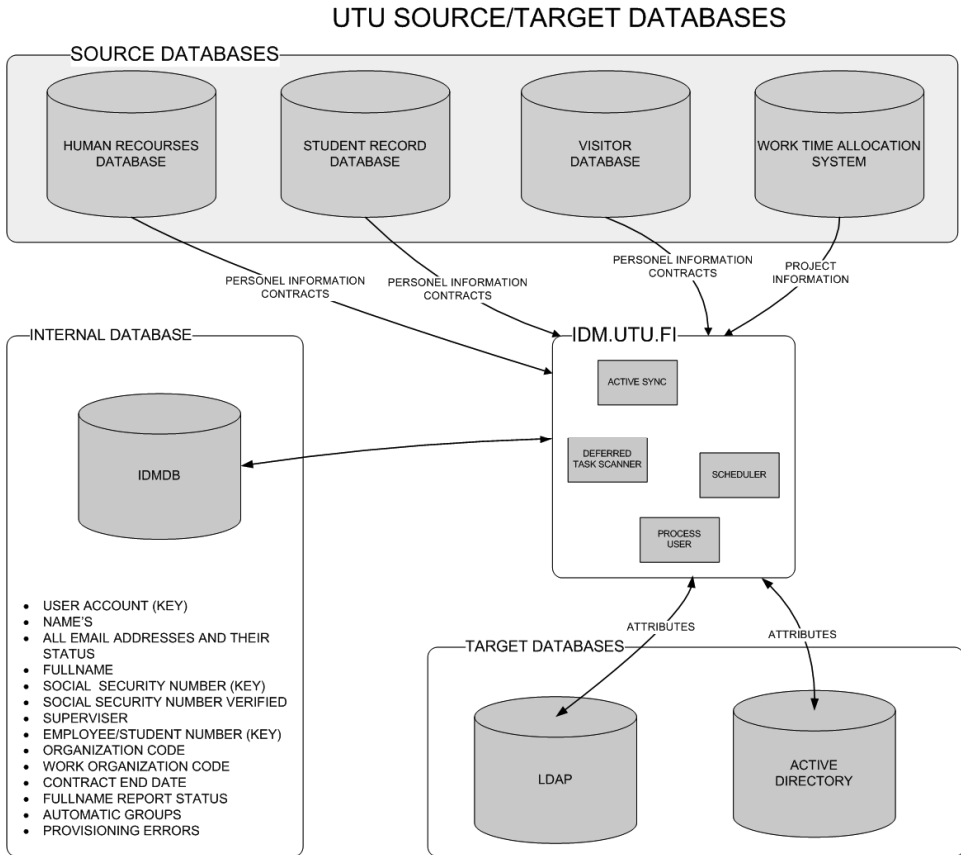 UTU SOURCE/TARGET DATABASES
SOURCE DATABASES
HUMAN RECOURSES
DATABASE
STUDENT RECORD
DATABASE
VISITOR
DATABASE
WORK TIME ALLOCATION
SYSTEM
PERSONEL INFORMATION
CONTRACTS
PERSONEL INFORMATION
CONTRACTS
PERSONEL INFORMATION
CONTRACTS
PROJECT
INFORMATION
INTERNAL DATABASE
IDMDB
• USER ACCOUNT (KEY)
• NAME'S
• ALL EMAIL ADDRESSES AND THEIR
STATUS
• FULLNAME
• SOCIAL SECURITY NUMBER (KEY)
• SOCIAL SECURITY NUMBER VERIFIED
• SUPERVISER
• EMPLOYEE/STUDENT NUMBER (KEY)
• ORGANIZATION CODE
• WORK ORGANIZATION CODE
• CONTRACT END DATE
• FULLNAME REPORT STATUS
• AUTOMATIC GROUPS
• PROVISIONING ERRORS
IDM.UTU.FI
ACTIVE SYNC
DEFERRED
TASK SCANNER
SCHEDULER
PROCESS
USER
ATTRIBUTES
ATTRIBUTES
TARGET DATABASES
LDAP
ACTIVE
DIRECTORY